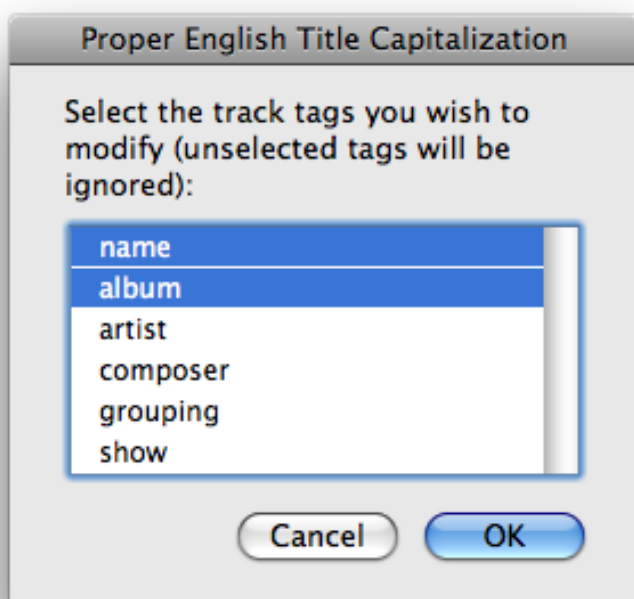 Proper English Title Capitalization
Select the track tags you wish to
modify (unselected tags will be
ignored):
name
album
artist
composer
grouping
show
Cancel
OK